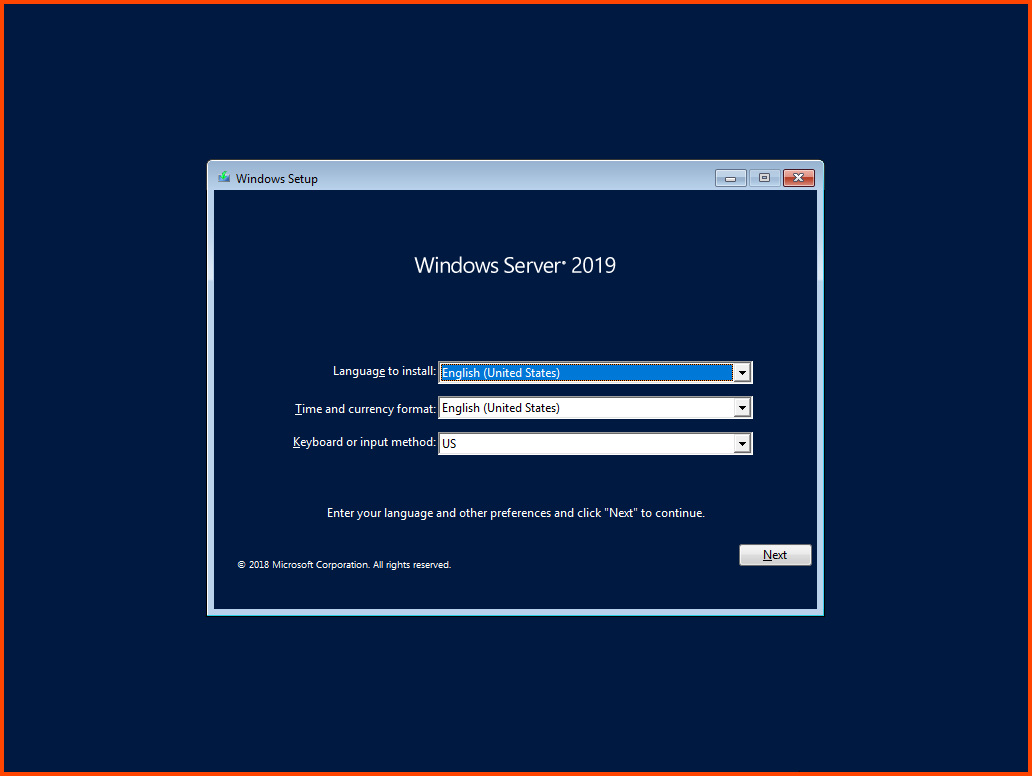 Windows Setup
Windows Server® 2019
Language to install: English (United States)
Time and currency format: English (United States)
Keyboard or input method: US
Enter your language and other preferences and click "Next" to continue.
Next
© 2018 Microsoft Corporation. All rights reserved.